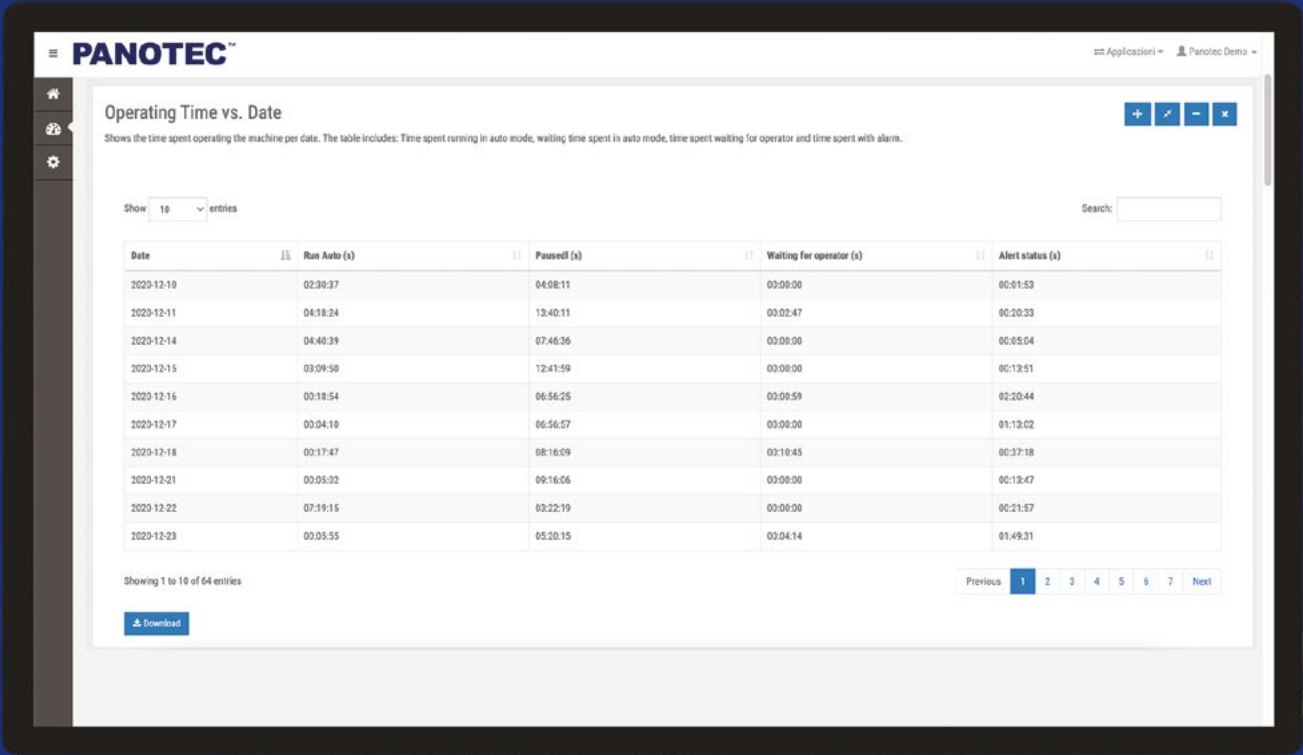 PANOTEC™
Applicazioni
Panotec Demo
Operating Time vs. Date
Shows the time spent operating the machine per date. The table includes: Time spent running in auto mode, waiting time spent in auto mode, time spent waiting for operator and time spent with alarm.
Show 10 entries
Search:
Date Run Auto (s) Pausedl (s) Waiting for operator (s) Alert status (s)
2020-12-10 02:30:37 04:08:11 00:00:00 00:01:53
2020-12-11 04:18:24 13:40:11 00:02:47 00:20:33
2020-12-14 04:40:39 07:46:36 00:00:00 00:05:04
2020-12-15 03:09:50 12:41:59 00:00:00 00:13:51
2020-12-16 00:18:54 06:56:25 00:00:59 02:20:44
2020-12-17 00:04:10 06:56:57 00:00:00 01:13:02
2020-12-18 00:17:47 08:16:09 00:10:45 00:37:18
2020-12-21 00:05:02 09:16:06 00:00:00 00:13:47
2020-12-22 07:19:15 03:22:19 00:00:00 00:21:57
2020-12-23 00:05:55 05:20:15 00:04:14 01:49:31
Showing 1 to 10 of 64 entries
Previous 1 2 3 4 5 6 7 Next
Download